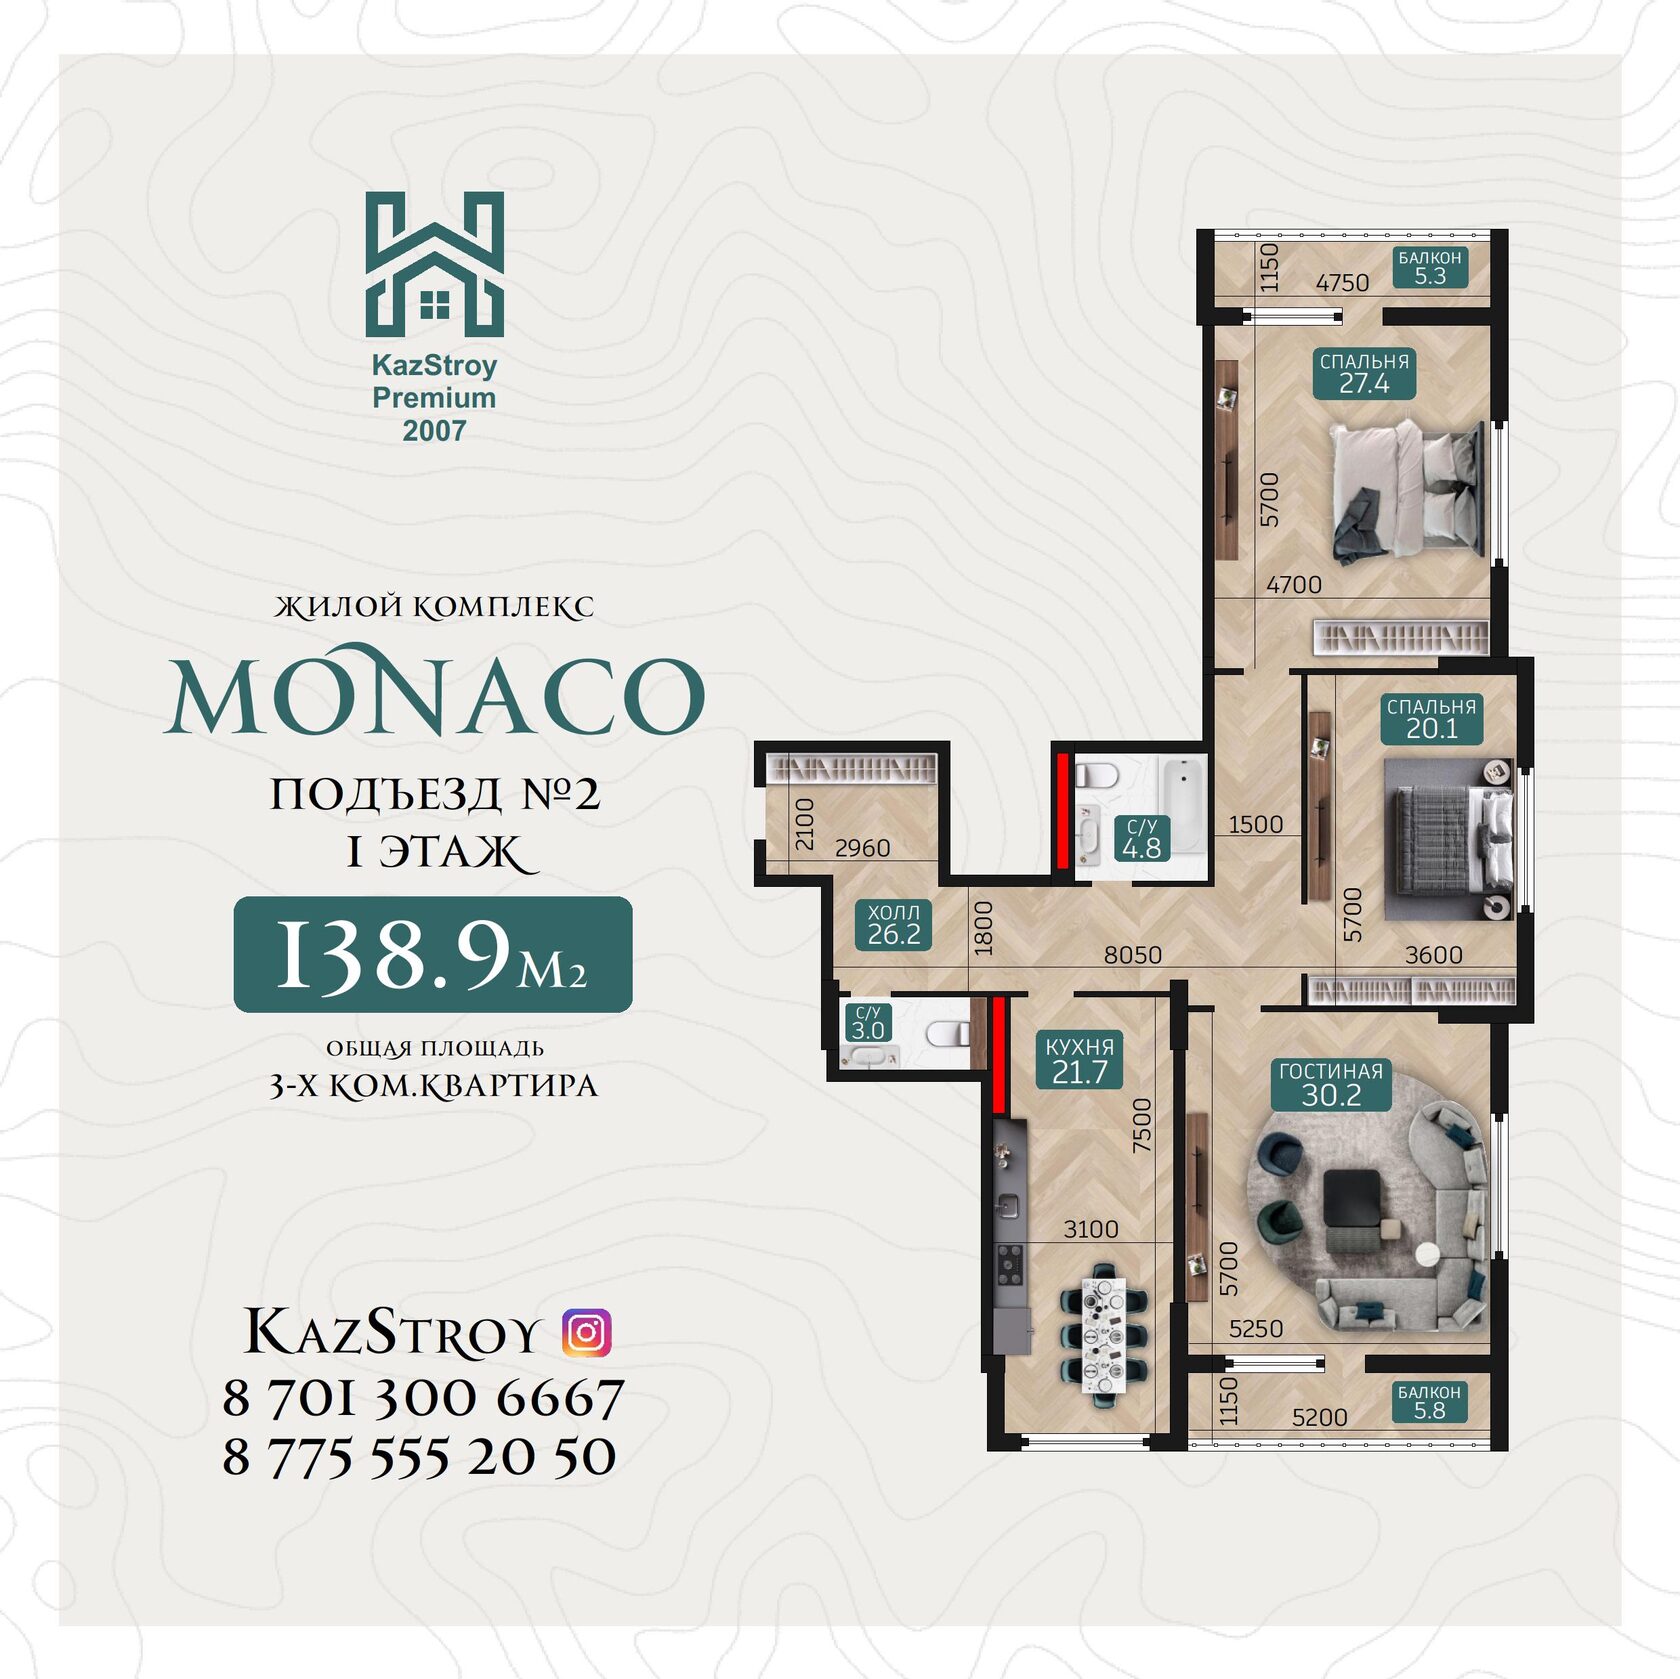 KazStroy
Premium
2007
ЖИЛОЙ КОМПЛЕКС
MONACO
ПОДЪЕЗД №2
1 ЭТАЖ
138.9м2
ОБЩАЯ ПЛОЩАДЬ
3-Х КОМ.КВАРТИРА
KAZSTROY
8 701 300 6667
8 775 555 20 50
1150
4750
БАЛКОН
5.3
СПАЛЬНЯ
27.4
5700
4700
СПАЛЬНЯ
20.1
2100
2960
С/У
4.8
1500
5700
3600
ХОЛЛ
26.2
1800
8050
С/У
3.0
КУХНЯ
21.7
7500
3100
ГОСТИНАЯ
30.2
5700
5250
1150
5200
БАЛКОН
5.8